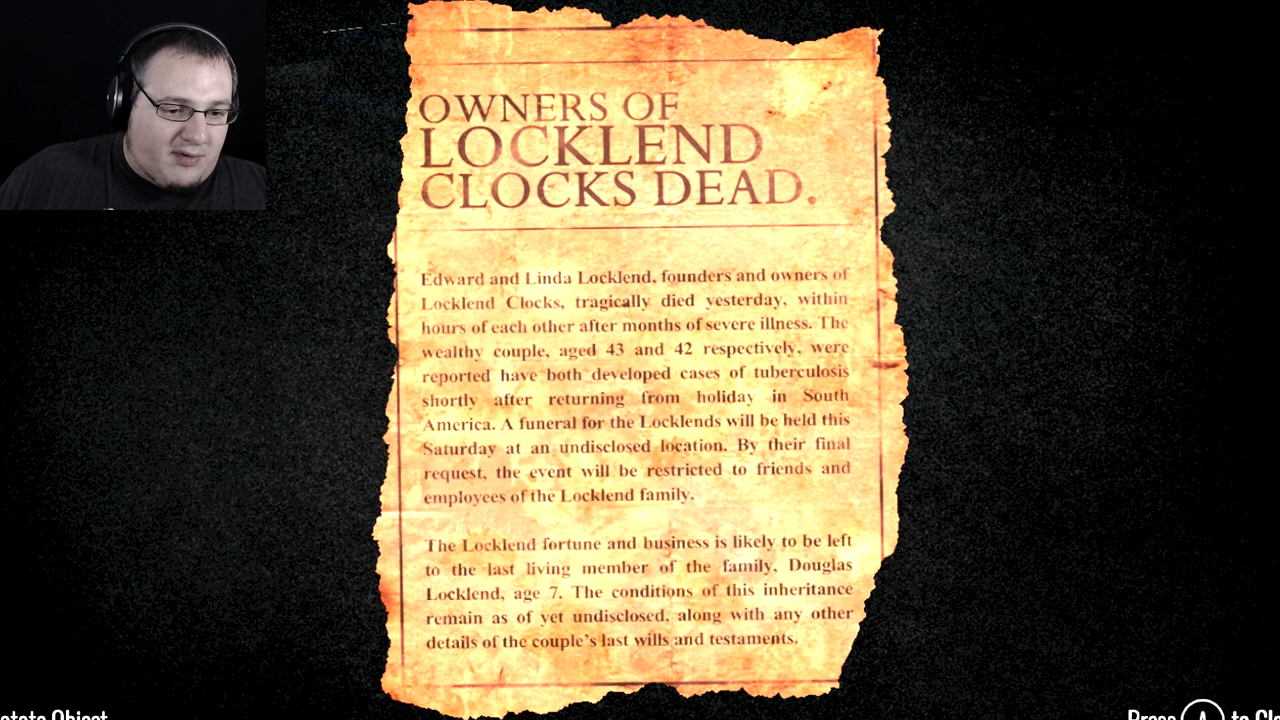 OWNERS OF
LOCKLEND
CLOCKS DEAD.
Edward and Linda Locklend, founders and owners of
Locklend Clocks, tragically died yesterday, within
hours of each other after months of severe illness. The
wealthy couple, aged 43 and 42 respectively, were
reported have both developed cases of tuberculosis
shortly after returning from holiday in South
America. A funeral for the Locklends will be held this
Saturday at an undisclosed location. By their final
request, the event will be restricted to friends and
employees of the Locklend family.
The Locklend fortune and business is likely to be left
to the last living member of the family, Douglas
Locklend, age 7. The conditions of this inheritance
remain as of yet undisclosed, along with any other
details of the couple's last wills and testaments.
Object
Press A to